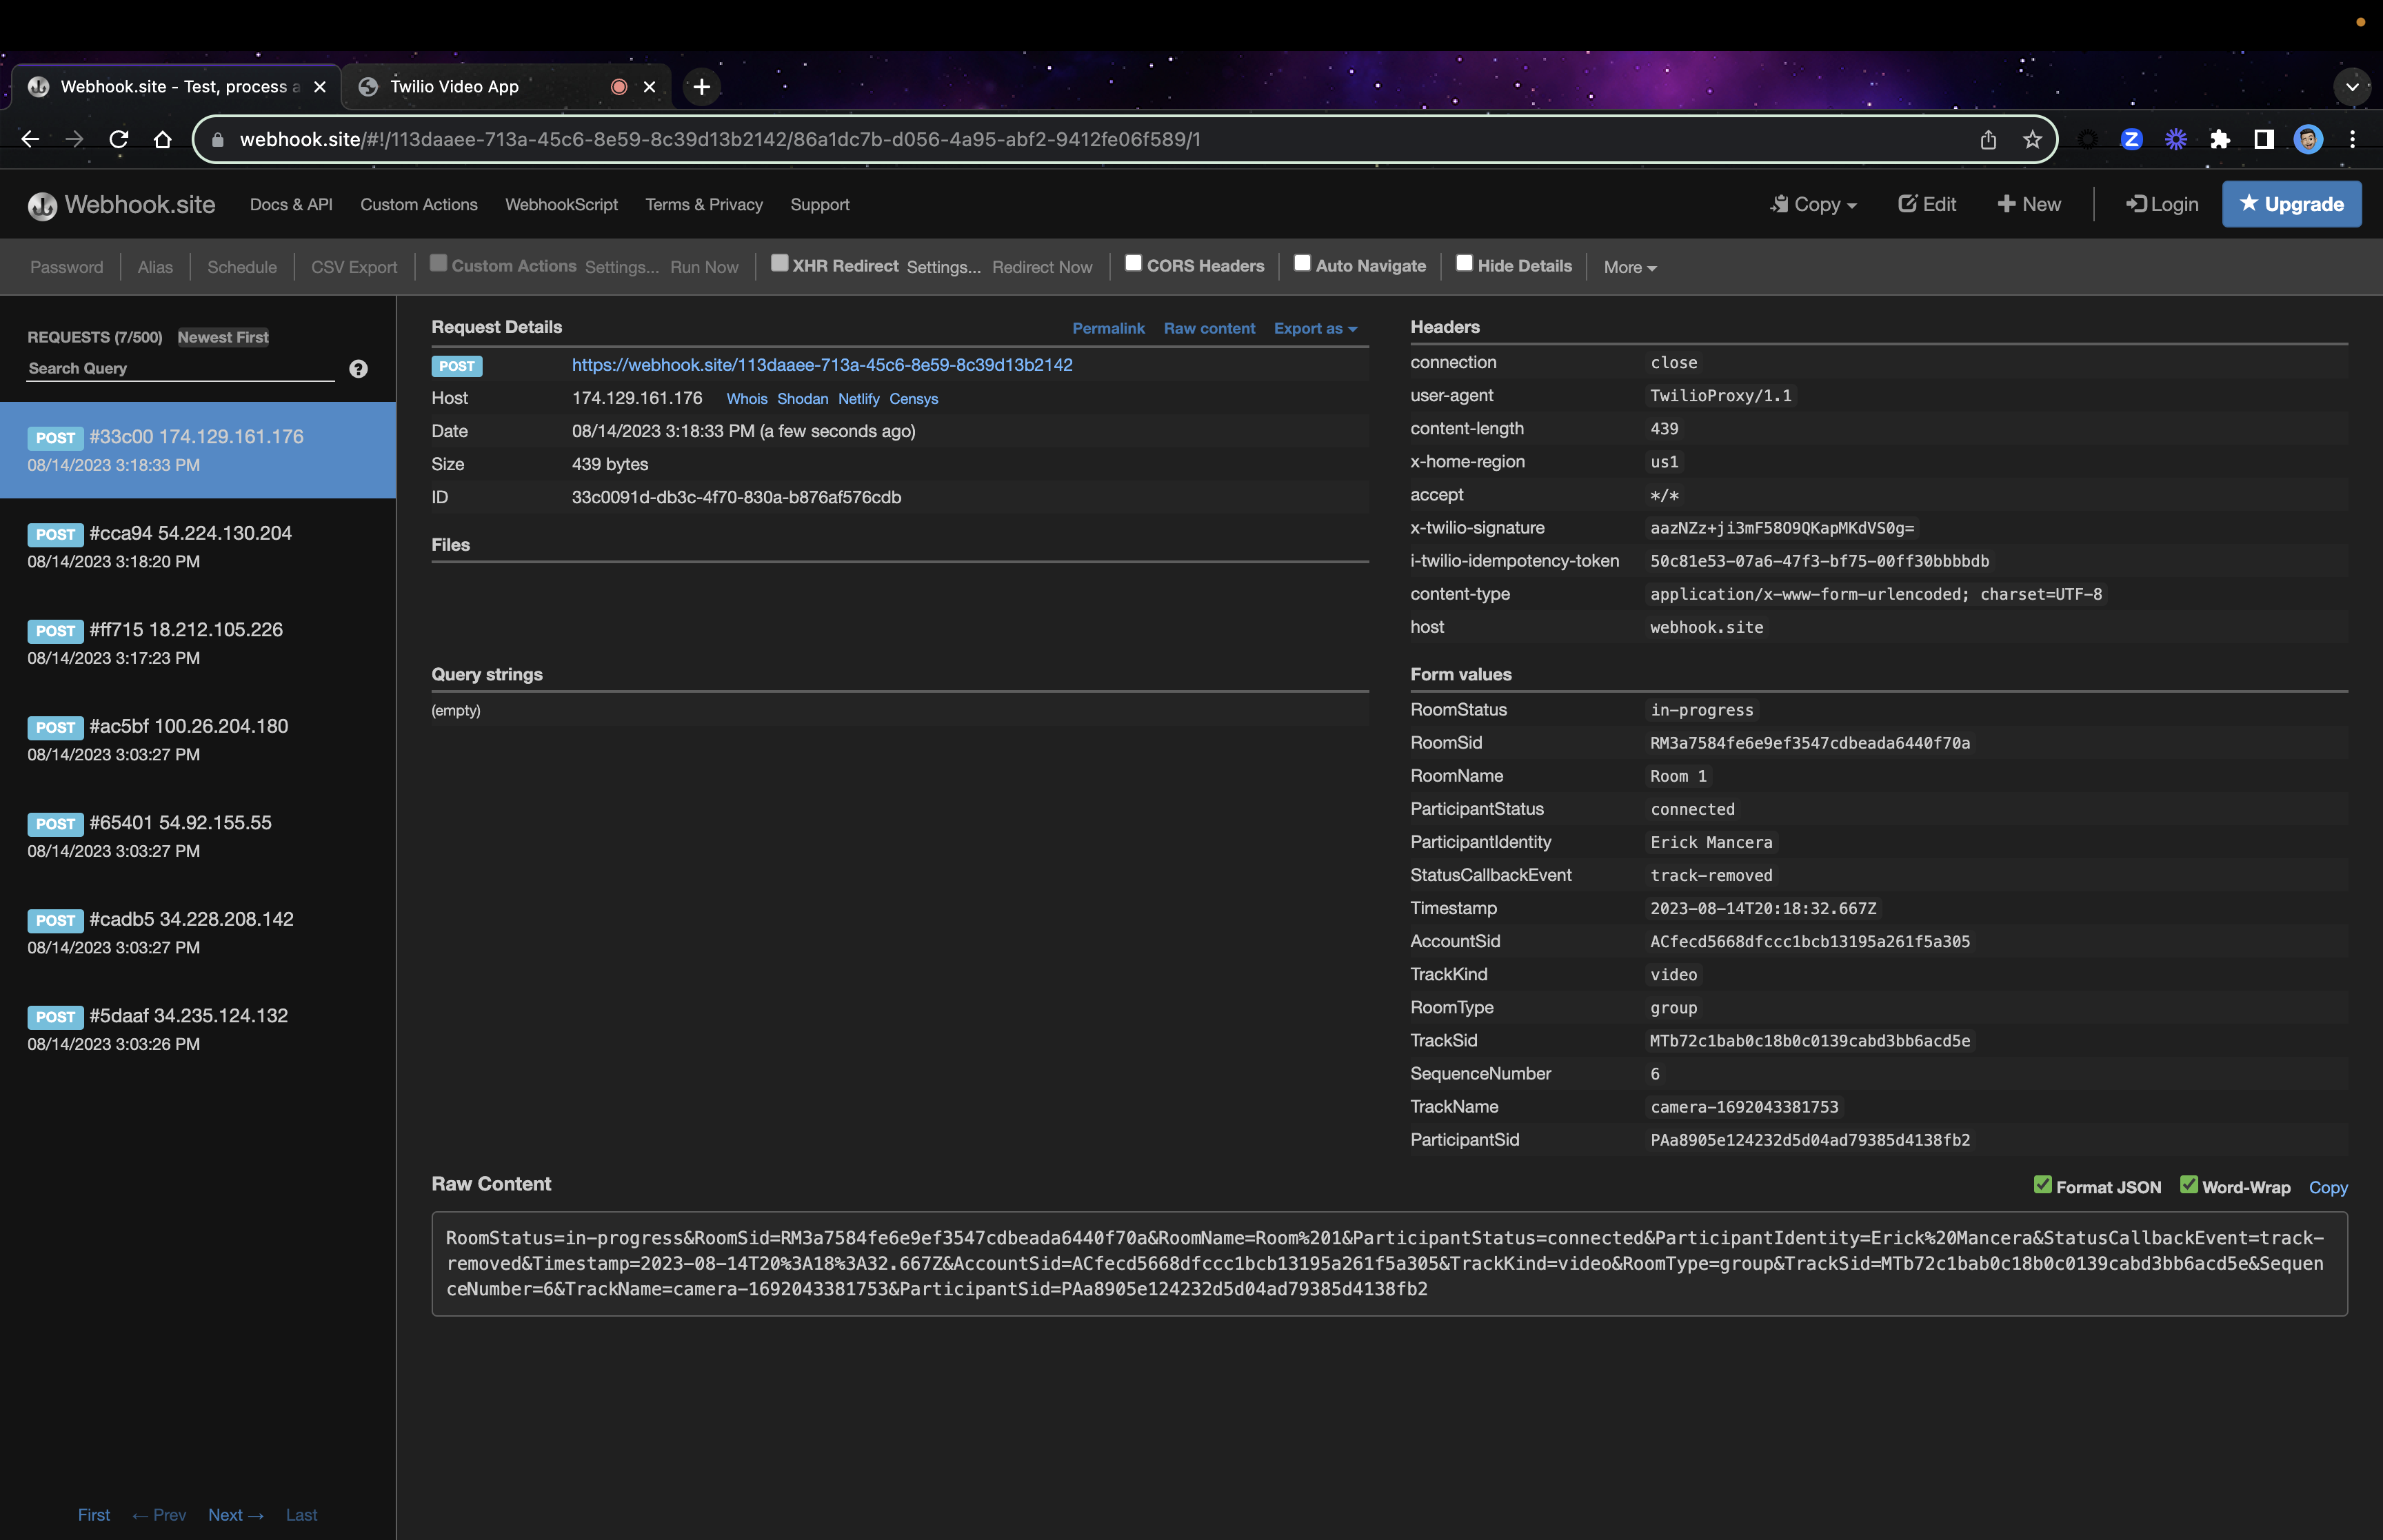 Webhook.site - Test, process a
Twilio Video App
webhook.site/#!/113daaee-713a-45c6-8e59-8c39d13b2142/86a1dc7b-d056-4a95-abf2-9412fe06f589/1
Webhook.site Docs & API Custom Actions WebhookScript Terms & Privacy Support Copy Edit New Login Upgrade
Password Alias Schedule CSV Export Custom Actions Settings... Run Now XHR Redirect Settings... Redirect Now CORS Headers Auto Navigate Hide Details More
REQUESTS (7/500) Newest First
Search Query
POST #33c00 174.129.161.176
08/14/2023 3:18:33 PM
POST #cca94 54.224.130.204
08/14/2023 3:18:20 PM
POST #ff715 18.212.105.226
08/14/2023 3:17:23 PM
POST #ac5bf 100.26.204.180
08/14/2023 3:03:27 PM
POST #65401 54.92.155.55
08/14/2023 3:03:27 PM
POST #cadb5 34.228.208.142
08/14/2023 3:03:27 PM
POST #5daaf 34.235.124.132
08/14/2023 3:03:26 PM
First ← Prev Next → Last
Request Details Permalink Raw content Export as
POST https://webhook.site/113daaee-713a-45c6-8e59-8c39d13b2142
Host 174.129.161.176 Whois Shodan Netlify Censys
Date 08/14/2023 3:18:33 PM (a few seconds ago)
Size 439 bytes
ID 33c0091d-db3c-4f70-830a-b876af576cdb
Files
Query strings
(empty)
Headers
connection close
user-agent TwilioProxy/1.1
content-length 439
x-home-region us1
accept */*
x-twilio-signature aazNZz+ji3mF58O9QKapMKdVS0g=
i-twilio-idempotency-token 50c81e53-07a6-47f3-bf75-00ff30bbbbdb
content-type application/x-www-form-urlencoded; charset=UTF-8
host webhook.site
Form values
RoomStatus in-progress
RoomSid RM3a7584fe6e9ef3547cdbeada6440f70a
RoomName Room 1
ParticipantStatus connected
ParticipantIdentity Erick Mancera
StatusCallbackEvent track-removed
Timestamp 2023-08-14T20:18:32.667Z
AccountSid ACfecd5668dfccc1bcb13195a261f5a305
TrackKind video
RoomType group
TrackSid MTb72c1bab0c18b0c0139cabd3bb6acd5e
SequenceNumber 6
TrackName camera-1692043381753
ParticipantSid PAa8905e124232d5d04ad79385d4138fb2
Raw Content Format JSON Word-Wrap Copy
RoomStatus=in-progress&RoomSid=RM3a7584fe6e9ef3547cdbeada6440f70a&RoomName=Room%201&ParticipantStatus=connected&ParticipantIdentity=Erick%20Mancera&StatusCallbackEvent=track-
removed&Timestamp=2023-08-14T20%3A18%3A32.667Z&AccountSid=ACfecd5668dfccc1bcb13195a261f5a305&TrackKind=video&RoomType=group&TrackSid=MTb72c1bab0c18b0c0139cabd3bb6acd5e&Sequen
ceNumber=6&TrackName=camera-1692043381753&ParticipantSid=PAa8905e124232d5d04ad79385d4138fb2